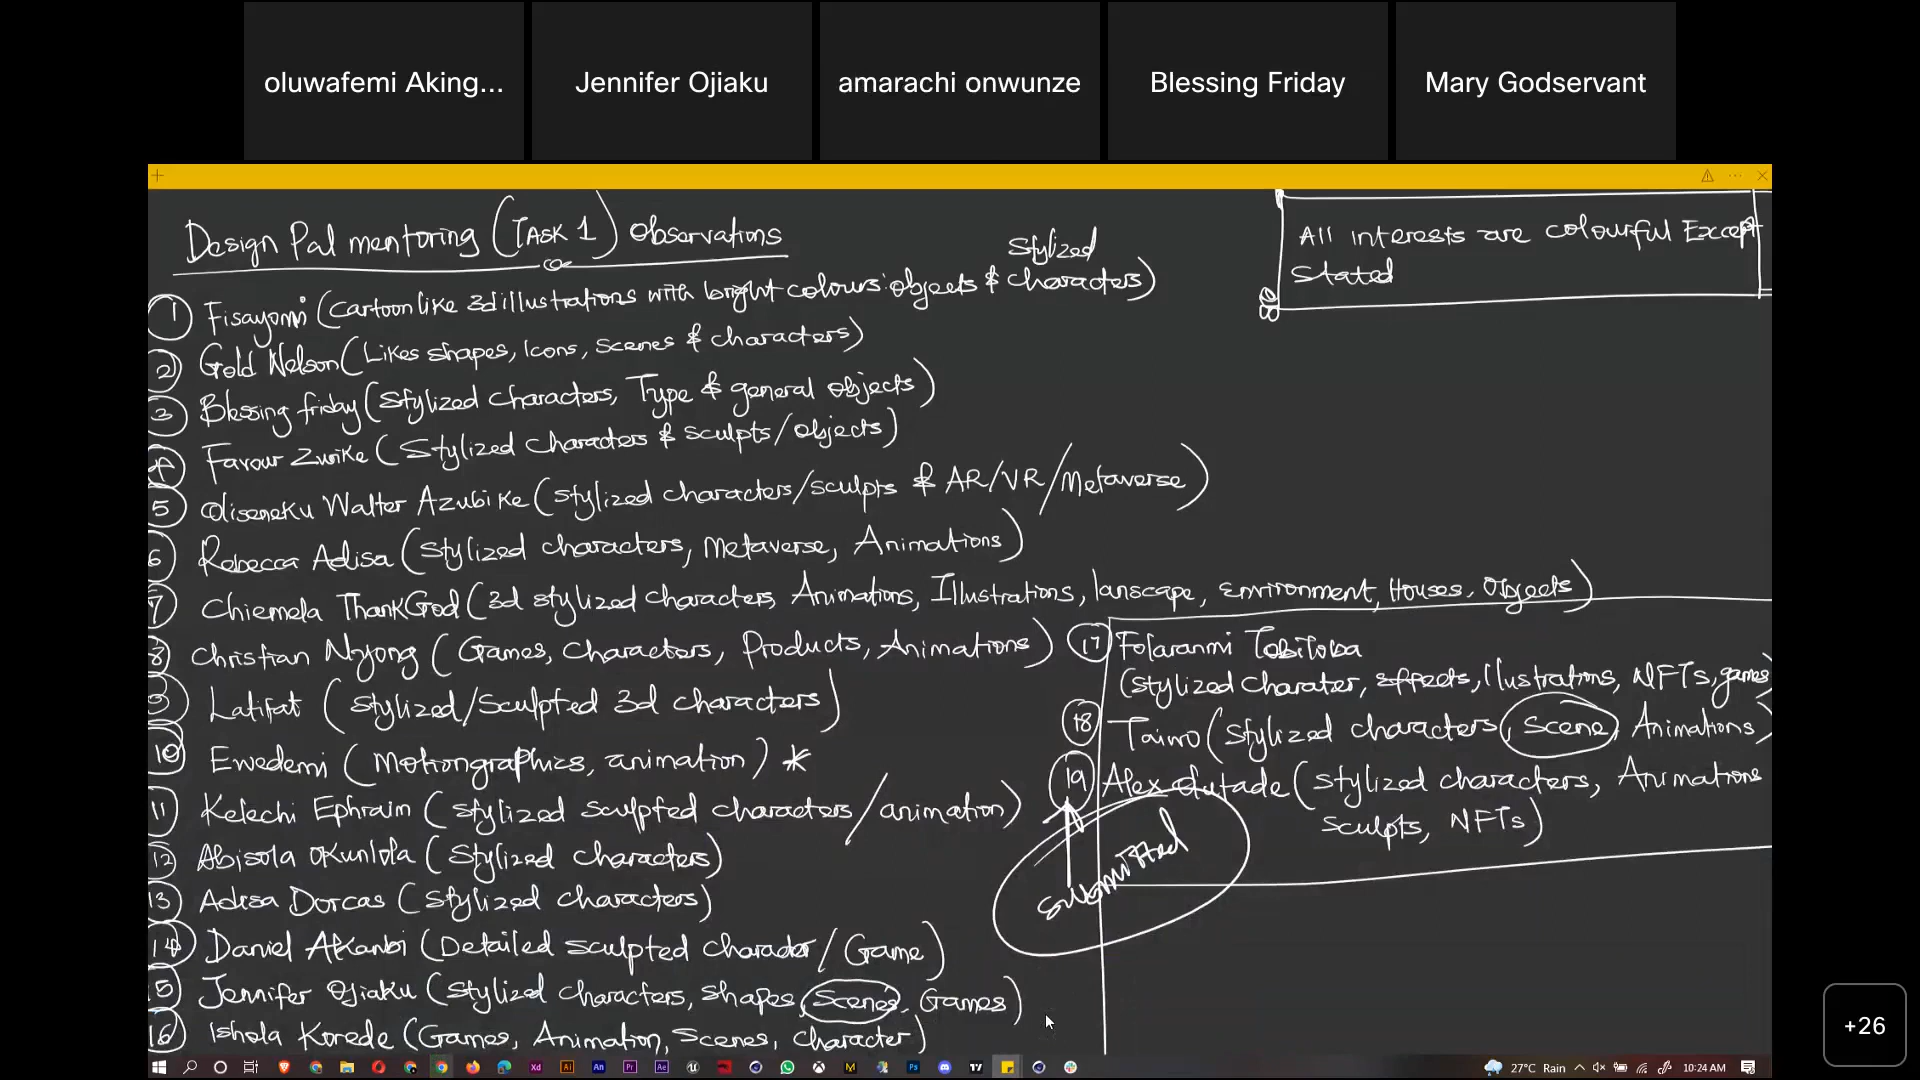 oluwafemi Aking...
Jennifer Ojiaku
amarachi onwunze
Blessing Friday
Mary Godservant
Design Pal mentoring (TASK 1) Observations
All interests are colourful Except
Stated
Stylized
1 Fisayomi (Cartoonlike 3d illustrations with bright colours objects & characters)
2 Gold Nelson (Likes shapes, Icons, scenes & characters)
3 Blessing friday (Stylized characters, Type & general objects)
4 Favour Zurike (Stylized characters & sculpts/objects)
5 Olisemeku Walter Azubike (Stylized characters/sculpts & AR/VR/Metaverse)
6 Rebecca Adisa (Stylized characters, Metaverse, Animations)
7 Chiemela ThankGod (3d stylized characters Animations, Illustrations, lanscape, Environment, Houses, Objects)
8 Christian Nyong (Games, Characters, Products, Animations)
9 Latifat (Stylized/Sculpted 3d characters)
10 Ewedemi (Motiongraphics, animation) *
11 Kelechi Ephraim (Stylized sculpted characters/animation)
12 Abisola Okunlola (Stylized characters)
13 Adisa Dorcas (Stylized characters)
14 Daniel Akanbi (Detailed sculpted character/Game)
15 Jennifer Ojiaku (Stylized characters, shapes, Scenes, Games)
16 Ishola Korede (Games, Animation, Scenes, character)
17 Folaranmi Tobiloba
(Stylized charater, effects, Illustrations, NFTs, games
18 Taiwo (Stylized characters, Scene, Animations)
19 Alex (stylized characters, Animations
sculpts, NFTs)
Submitted
+26
27°C Rain
10:24 AM